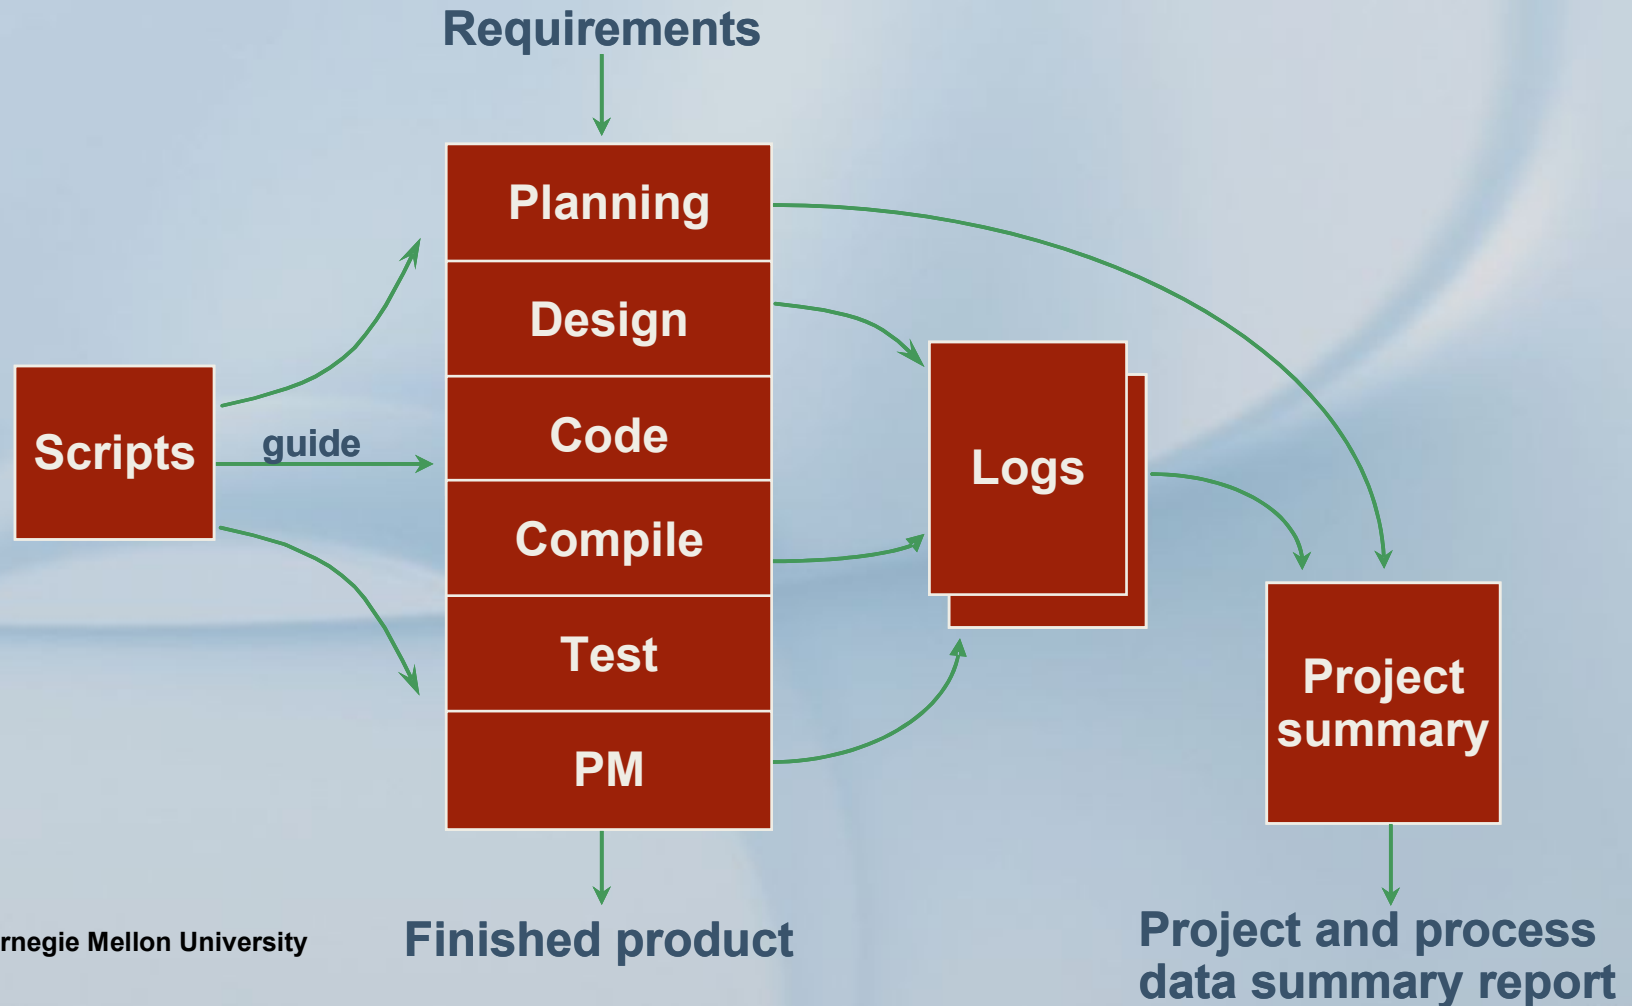 Requirements
Planning
Design
Code
Compile
Test
PM
Scripts
guide
Logs
Project
summary
Finished product
Project and process
data summary report
rnegie Mellon University